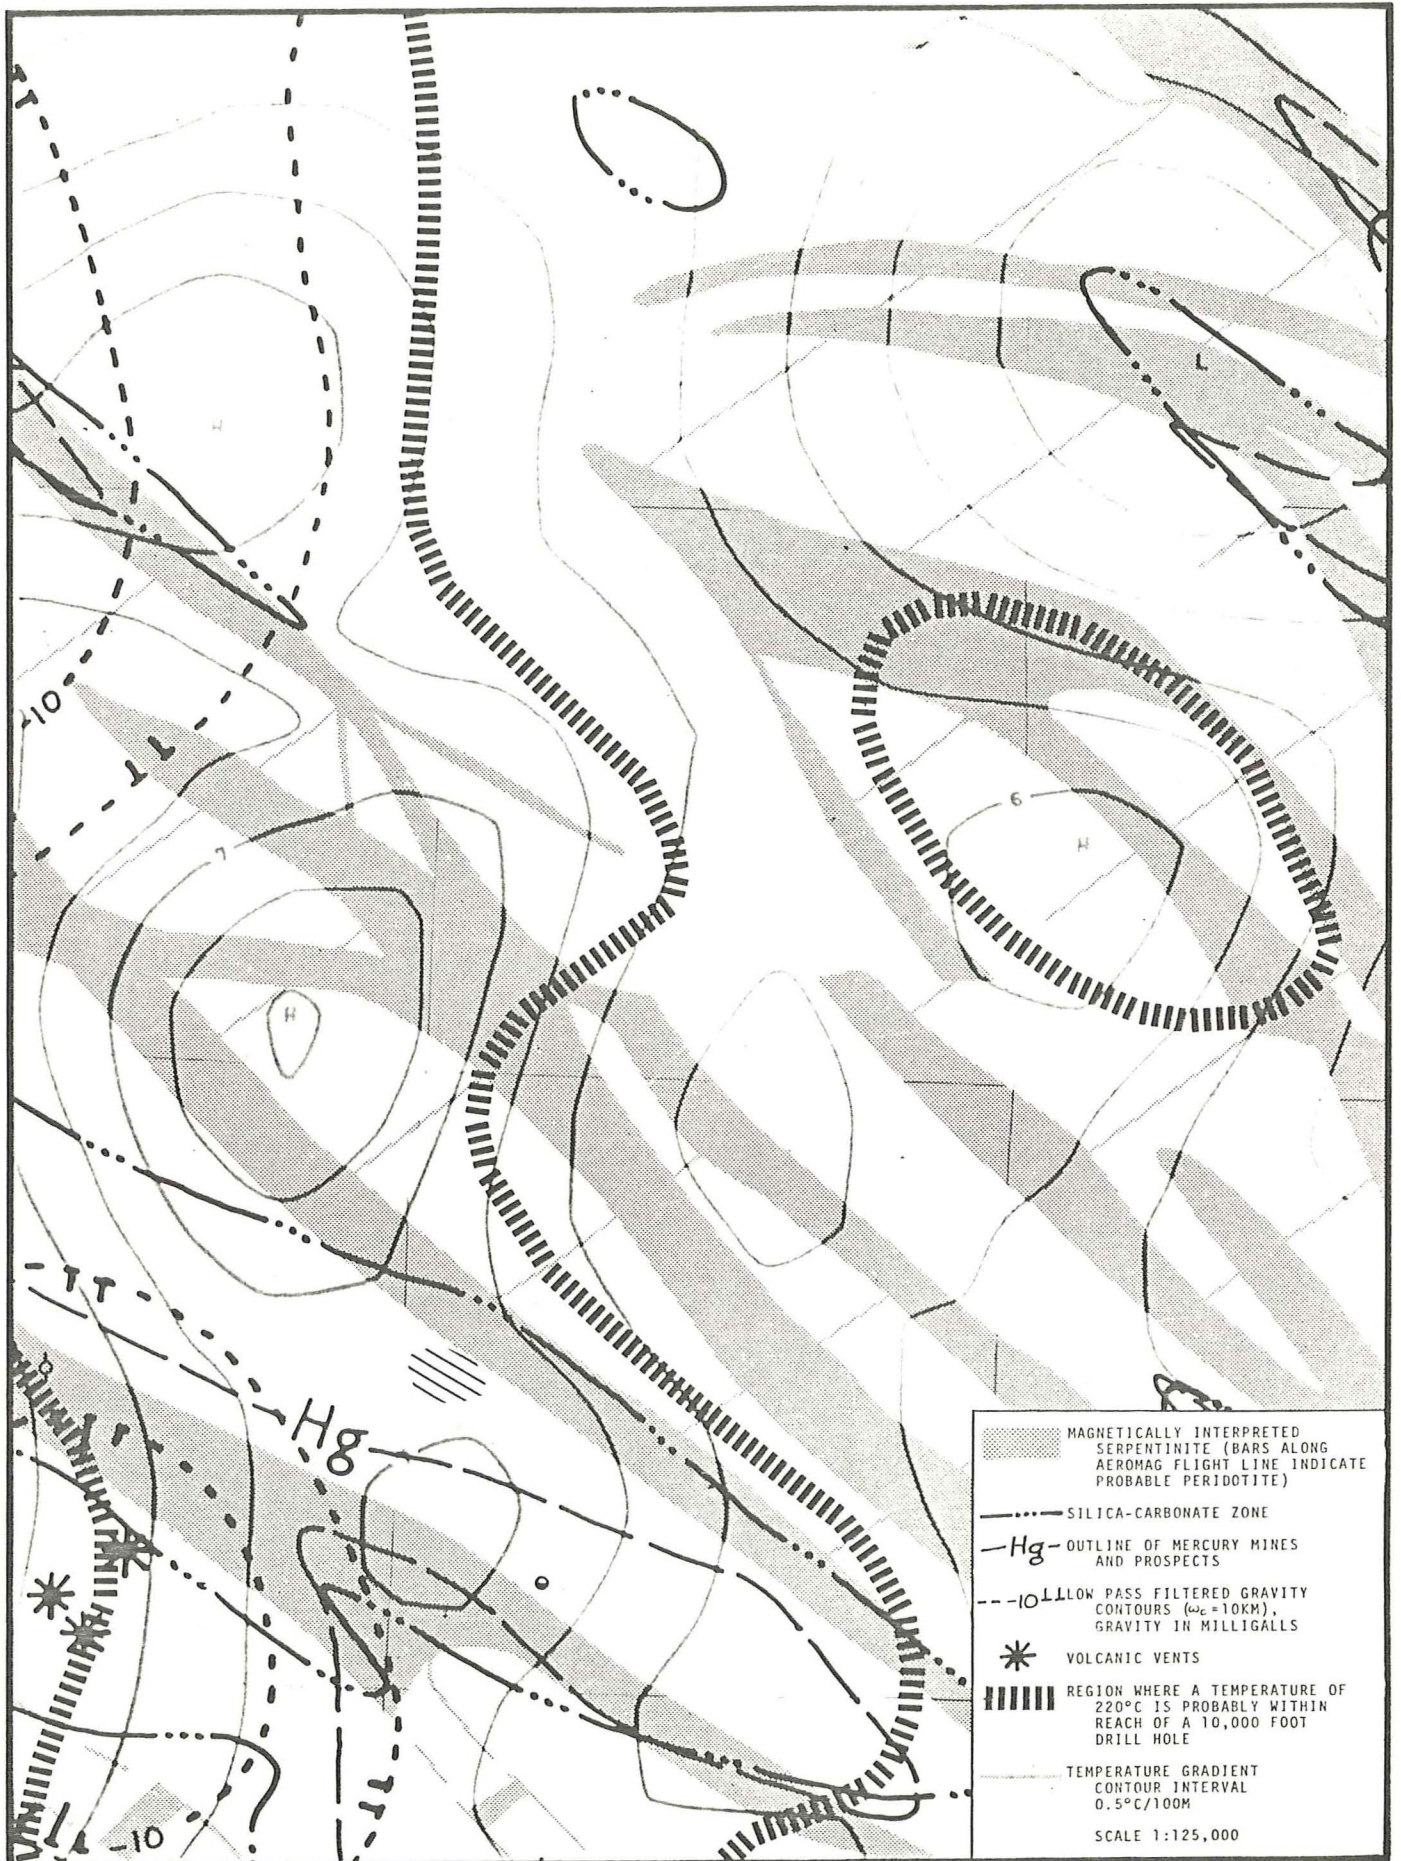 H
L
-10
6
H
7
H
Hg
-10
MAGNETICALLY INTERPRETED
SERPENTINITE (BARS ALONG
AEROMAG FLIGHT LINE INDICATE
PROBABLE PERIDOTITE)
SILICA-CARBONATE ZONE
-Hg- OUTLINE OF MERCURY MINES
AND PROSPECTS
-10 LOW PASS FILTERED GRAVITY
CONTOURS (ωc=10KM),
GRAVITY IN MILLIGALLS
VOLCANIC VENTS
REGION WHERE A TEMPERATURE OF
220°C IS PROBABLY WITHIN
REACH OF A 10,000 FOOT
DRILL HOLE
TEMPERATURE GRADIENT
CONTOUR INTERVAL
0.5°C/100M
SCALE 1:125,000